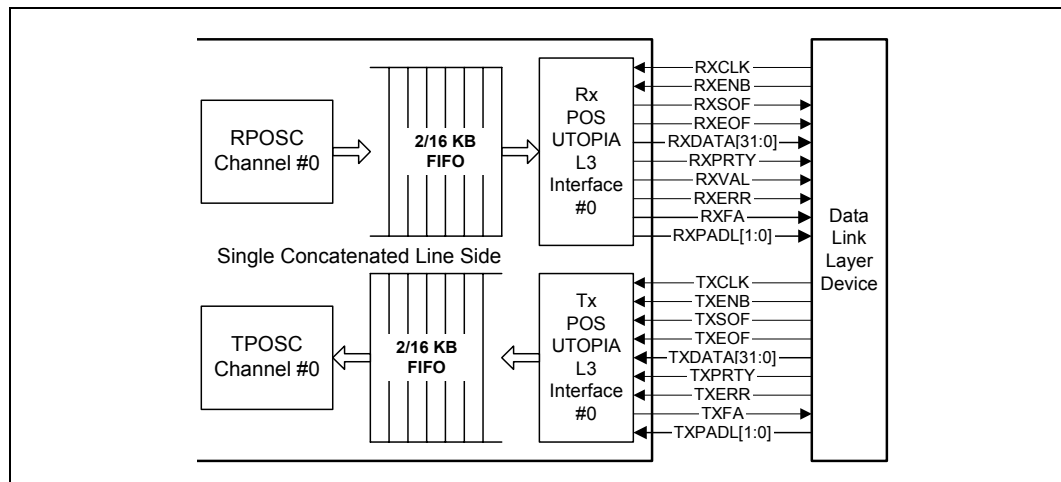 RPOSC
Channel #0
2/16 KB
FIFO
Rx
POS
UTOPIA
L3
Interface
#0
RXCLK
RXENB
RXSOF
RXEOF
RXDATA[31:0]
RXPRTY
RXVAL
RXERR
RXFA
RXPADL[1:0]
Data
Link
Layer
Device
Single Concatenated Line Side
TPOSC
Channel #0
2/16 KB
FIFO
Tx
POS
UTOPIA
L3
Interface
#0
TXCLK
TXENB
TXSOF
TXEOF
TXDATA[31:0]
TXPRTY
TXERR
TXFA
TXPADL[1:0]